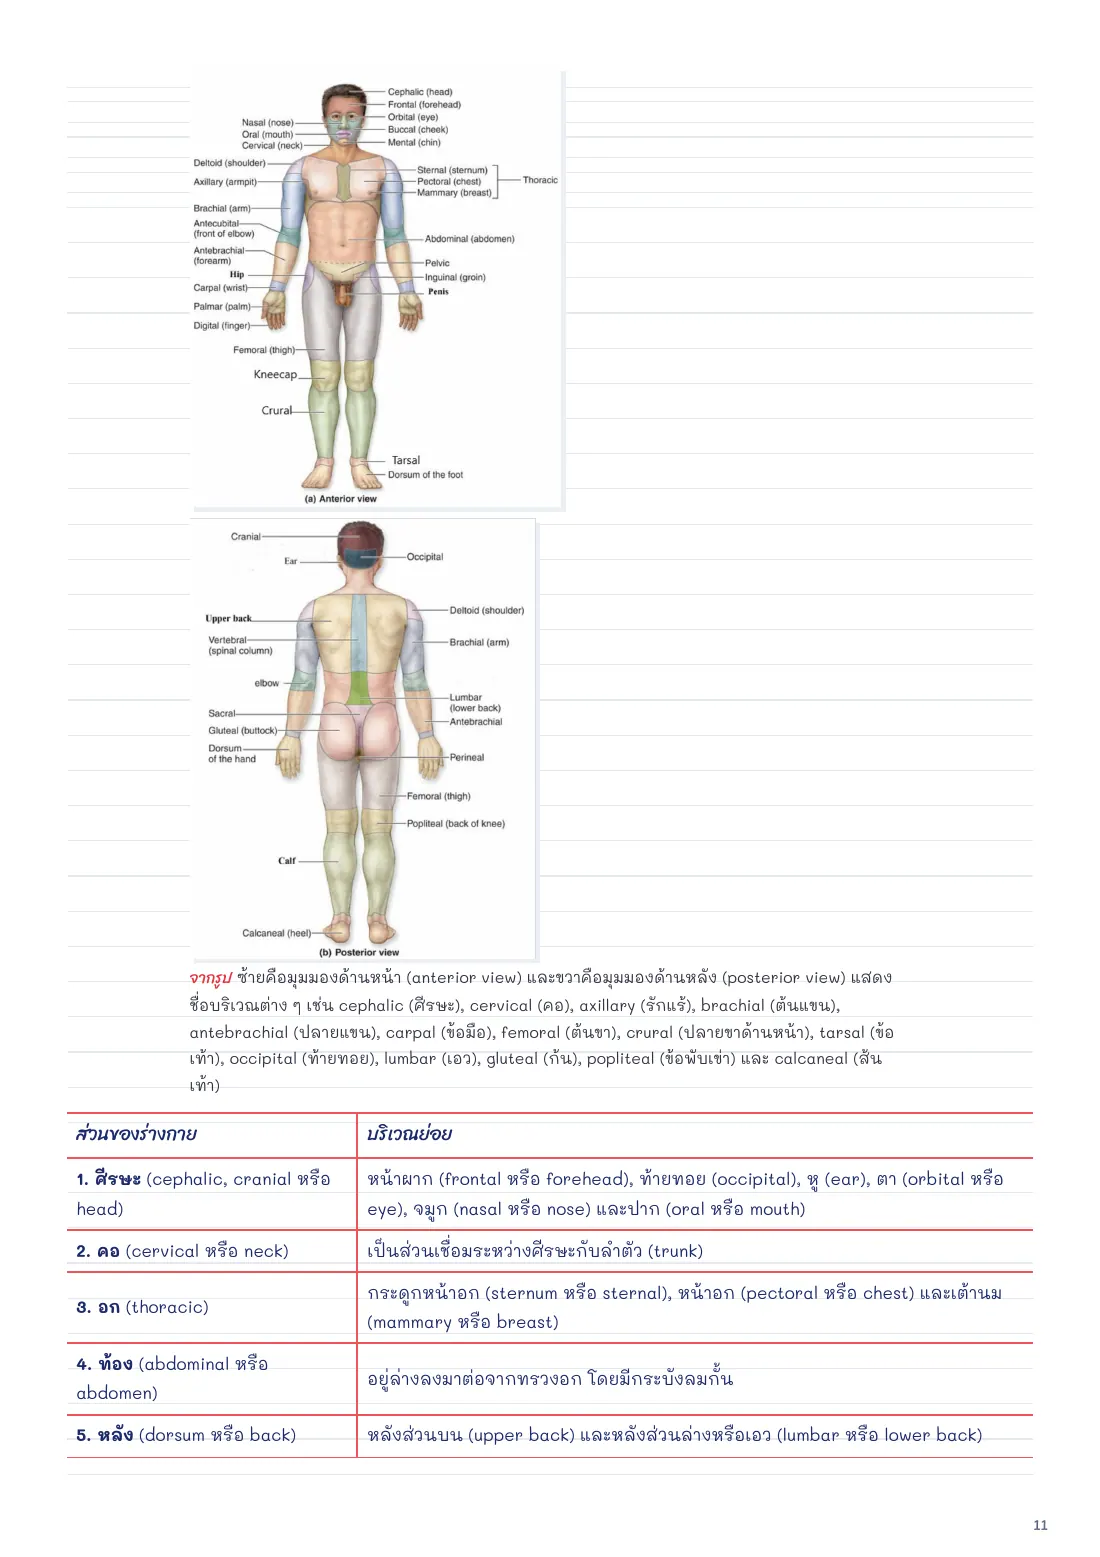 Cephalic (head)
Frontal (forehead)
Orbital (eye)
Nasal (nose)
Buccal (cheek)
Oral (mouth)
Mental (chin)
Cervical (neck)
Deltoid (shoulder)
Sternal (sternum)
Axillary (armpit)
Pectoral (chest)
Thoracic
Mammary (breast)
Brachial (arm)
Antecubital
(front of elbow)
Abdominal (abdomen)
Antebrachial
(forearm)
Pelvic
Hip
Inguinal (groin)
Carpal (wrist)
Penis
Palmar (palm)
Digital (finger)
Femoral (thigh)
Kneecap
Crural
Tarsal
Dorsum of the foot
(a) Anterior view
Cranial
Occipital
Ear
Deltoid (shoulder)
Upper back
Vertebral
(spinal column)
Brachial (arm)
elbow
Lumbar
(lower back)
Sacral
Antebrachial
Gluteal (buttock)
Dorsum
of the hand
Perineal
Femoral (thigh)
Popliteal (back of knee)
Calf
Calcaneal (heel)
(b) Posterior view
จากรูป ซ้ายคือมุมมองด้านหน้า (anterior view) และขวาคือมุมมองด้านหลัง (posterior view) แสดง
ชื่อบริเวณต่าง ๆ เช่น cephalic (ศีรษะ), cervical (คอ), axillary (รักแร้), brachial (ต้นแขน),
antebrachial (ปลายแขน), carpal (ข้อมือ), femoral (ต้นขา), crural (ปลายขาด้านหน้า), tarsal (ข้อ
เท้า), occipital (ท้ายทอย), lumbar (เอว), gluteal (ก้น), popliteal (ข้อพับเข่า) และ calcaneal (ส้น
เท้า)
ส่วนของร่างกาย บริเวณย่อย
1. ศีรษะ (cephalic, cranial หรือ
head)
หน้าผาก (frontal หรือ forehead), ท้ายทอย (occipital), หู (ear), ตา (orbital หรือ
eye), จมูก (nasal หรือ nose) และปาก (oral หรือ mouth)
2. คอ (cervical หรือ neck) เป็นส่วนเชื่อมระหว่างศีรษะกับลำตัว (trunk)
3. อก (thoracic)
กระดูกหน้าอก (sternum หรือ sternal), หน้าอก (pectoral หรือ chest) และเต้านม
(mammary หรือ breast)
4. ท้อง (abdominal หรือ
abdomen)
อยู่ล่างลงมาต่อจากทรวงอก โดยมีกระบังลมกั้น
5. หลัง (dorsum หรือ back) หลังส่วนบน (upper back) และหลังส่วนล่างหรือเอว (lumbar หรือ lower back)
11